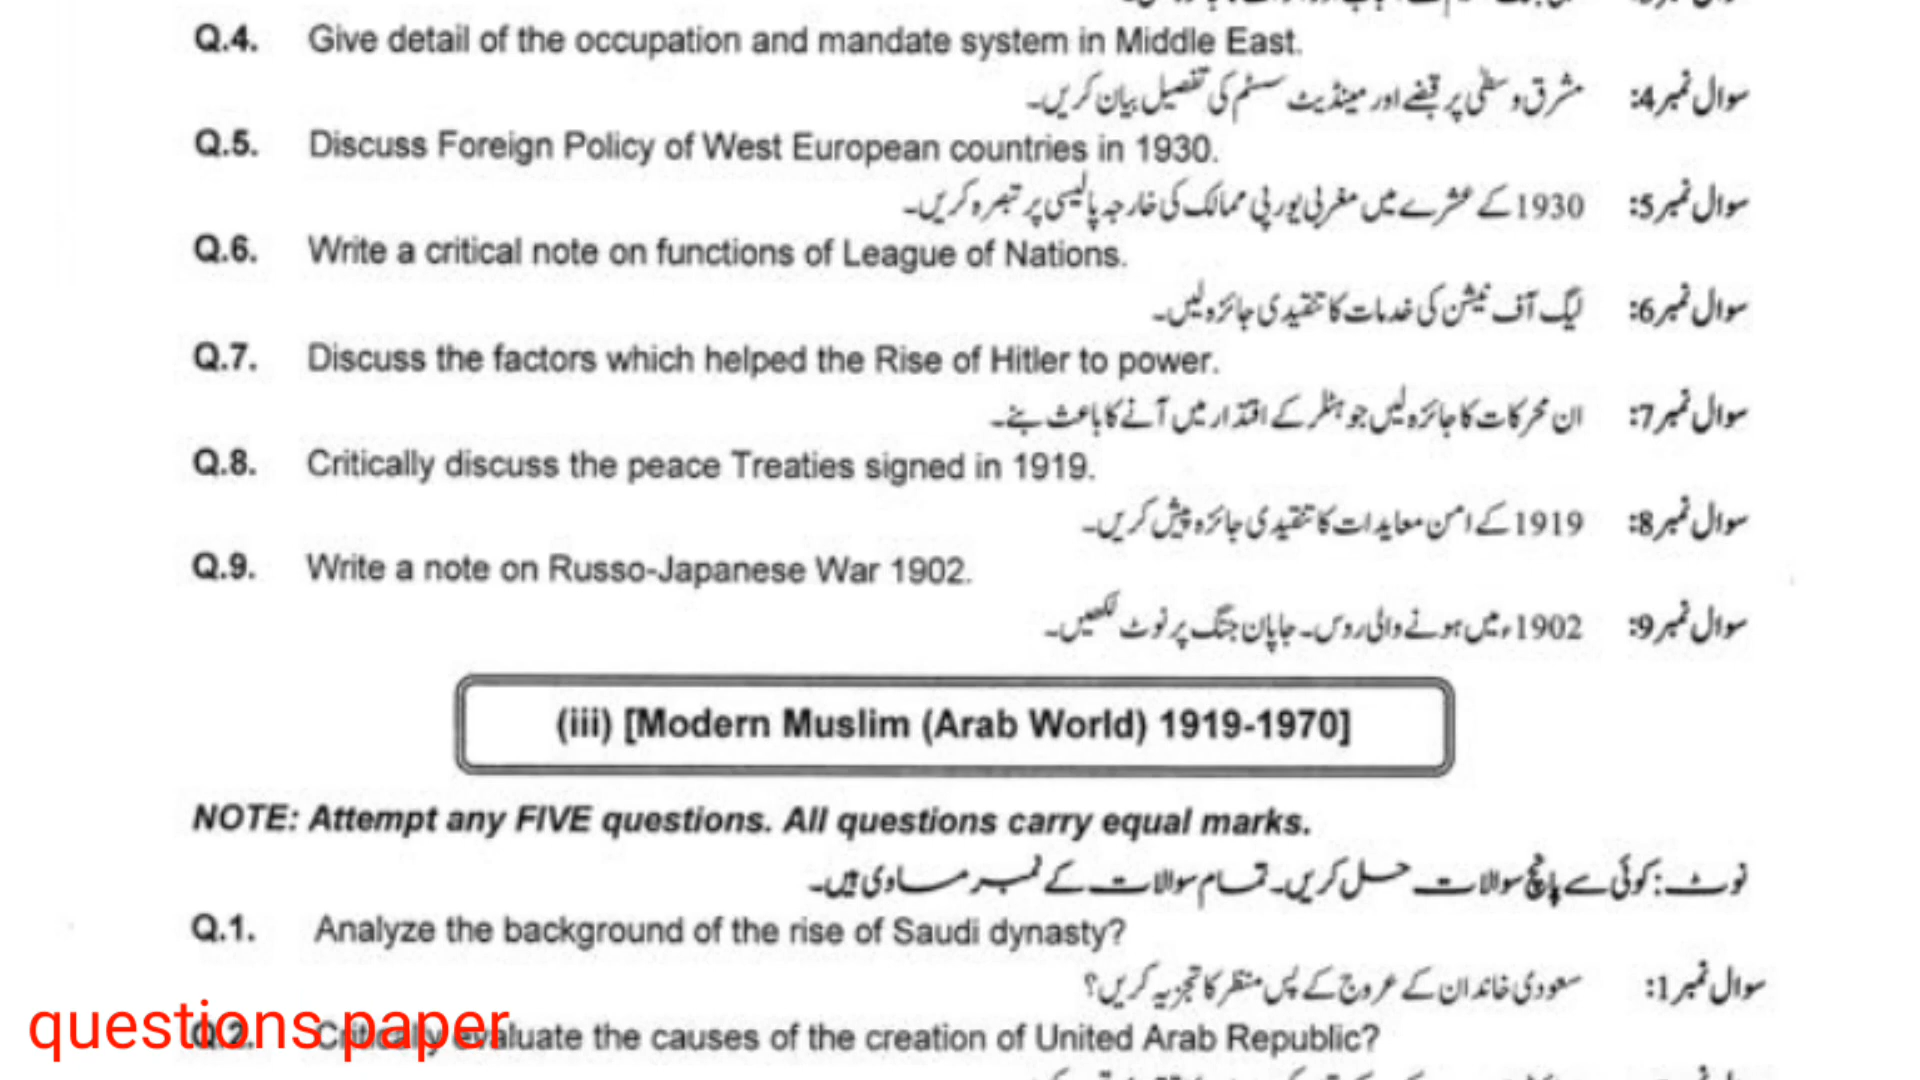 Q.4. Give detail of the occupation and mandate system in Middle East.
سوال نمبر4: مشرق وسطٰی پر قبضے اور مینڈیٹ سسٹم کی تفصیل بیان کریں۔
Q.5. Discuss Foreign Policy of West European countries in 1930.
سوال نمبر5: 1930 کے عشرے میں مغربی یورپی ممالک کی خارجہ پالیسی پر تبصرہ کریں۔
Q.6. Write a critical note on functions of League of Nations.
سوال نمبر6: لیگ آف نیشن کی خدمات کا تنقیدی جائزہ لیں۔
Q.7. Discuss the factors which helped the Rise of Hitler to power.
سوال نمبر7: ان محرکات کا جائزہ لیں جو ہٹلر کے اقتدار میں آنے کا باعث بنے۔
Q.8. Critically discuss the peace Treaties signed in 1919.
سوال نمبر8: 1919 کے امن معاہدات کا تنقیدی جائزہ پیش کریں۔
Q.9. Write a note on Russo-Japanese War 1902.
سوال نمبر9: 1902ء میں ہونے والی روس۔ جاپان جنگ پر نوٹ لکھیں۔
(iii) [Modern Muslim (Arab World) 1919-1970]
NOTE: Attempt any FIVE questions. All questions carry equal marks.
نوٹ: کوئی سے پانچ سوالات حل کریں۔ تمام سوالات کے نمبر مساوی ہیں۔
Q.1. Analyze the background of the rise of Saudi dynasty?
سوال نمبر1: سعودی خاندان کے عروج کے پس منظر کا تجزیہ کریں؟
Q.2. Critically evaluate the causes of the creation of United Arab Republic?
questions paper